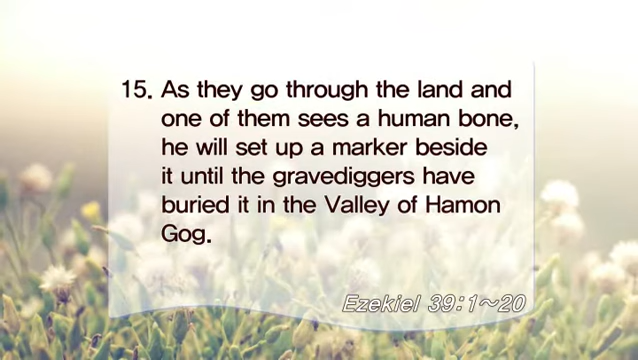 15. As they go through the land and
one of them sees a human bone,
he will set up a marker beside
it until the gravediggers have
buried it in the Valley of Hamon
Gog.
Ezekiel 39:1~20